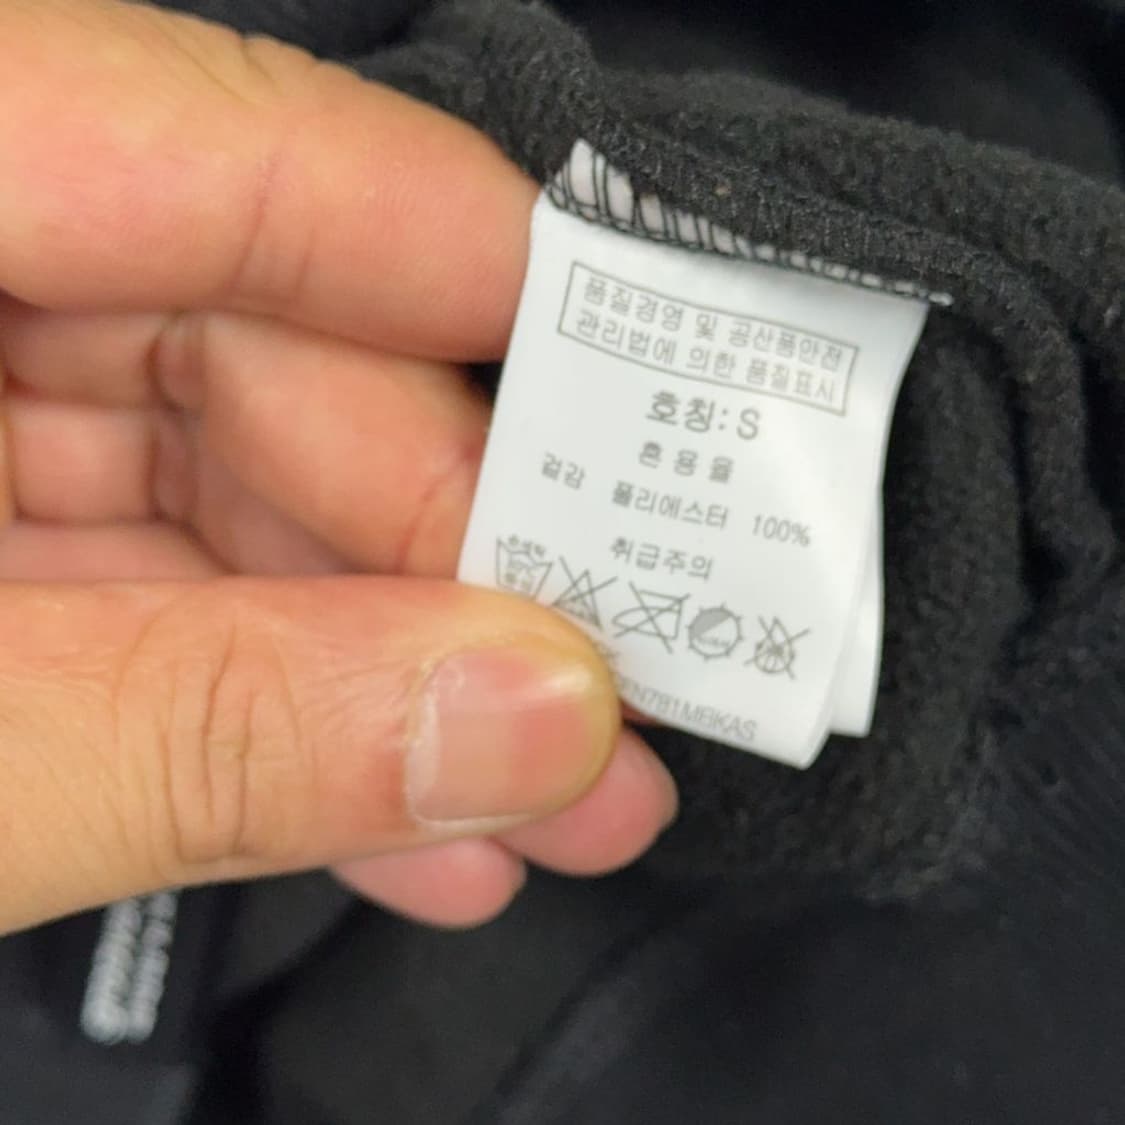 품질경영 및 공산품안전
관리법에 의한 품질표시
호칭: S
혼용율
겉감 폴리에스터 100%
취급주의